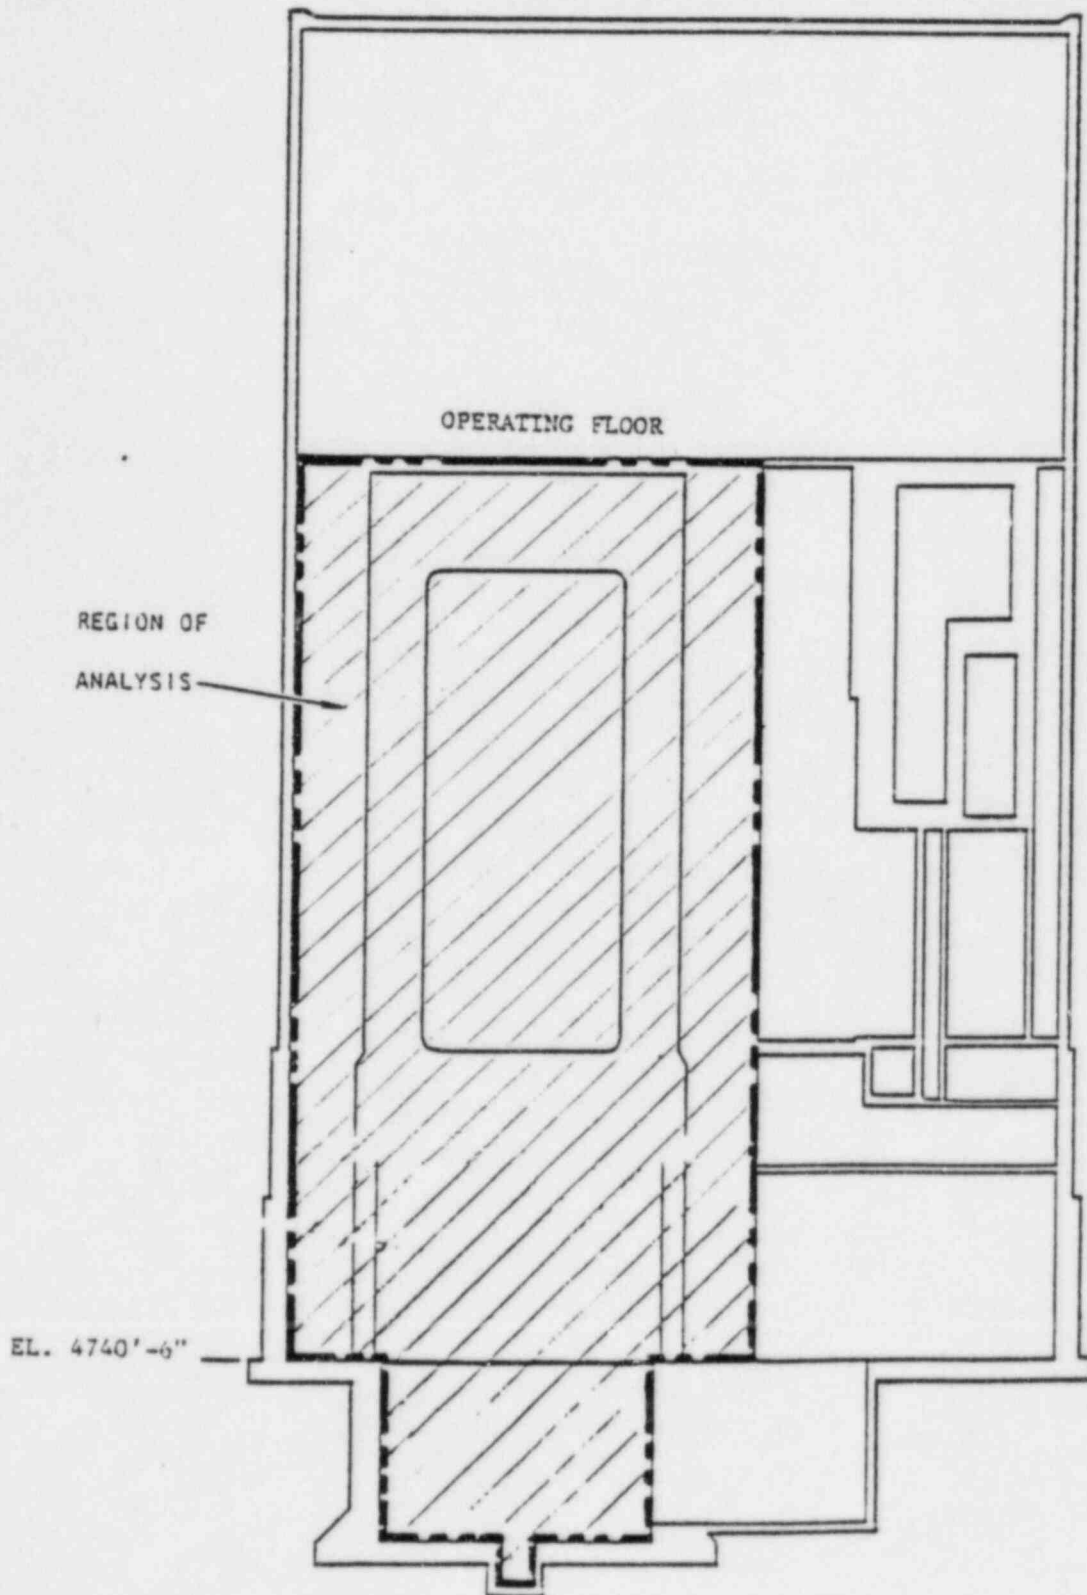 OPERATING FLOOR
REGION OF
ANALYSIS
EL. 4740'-6"